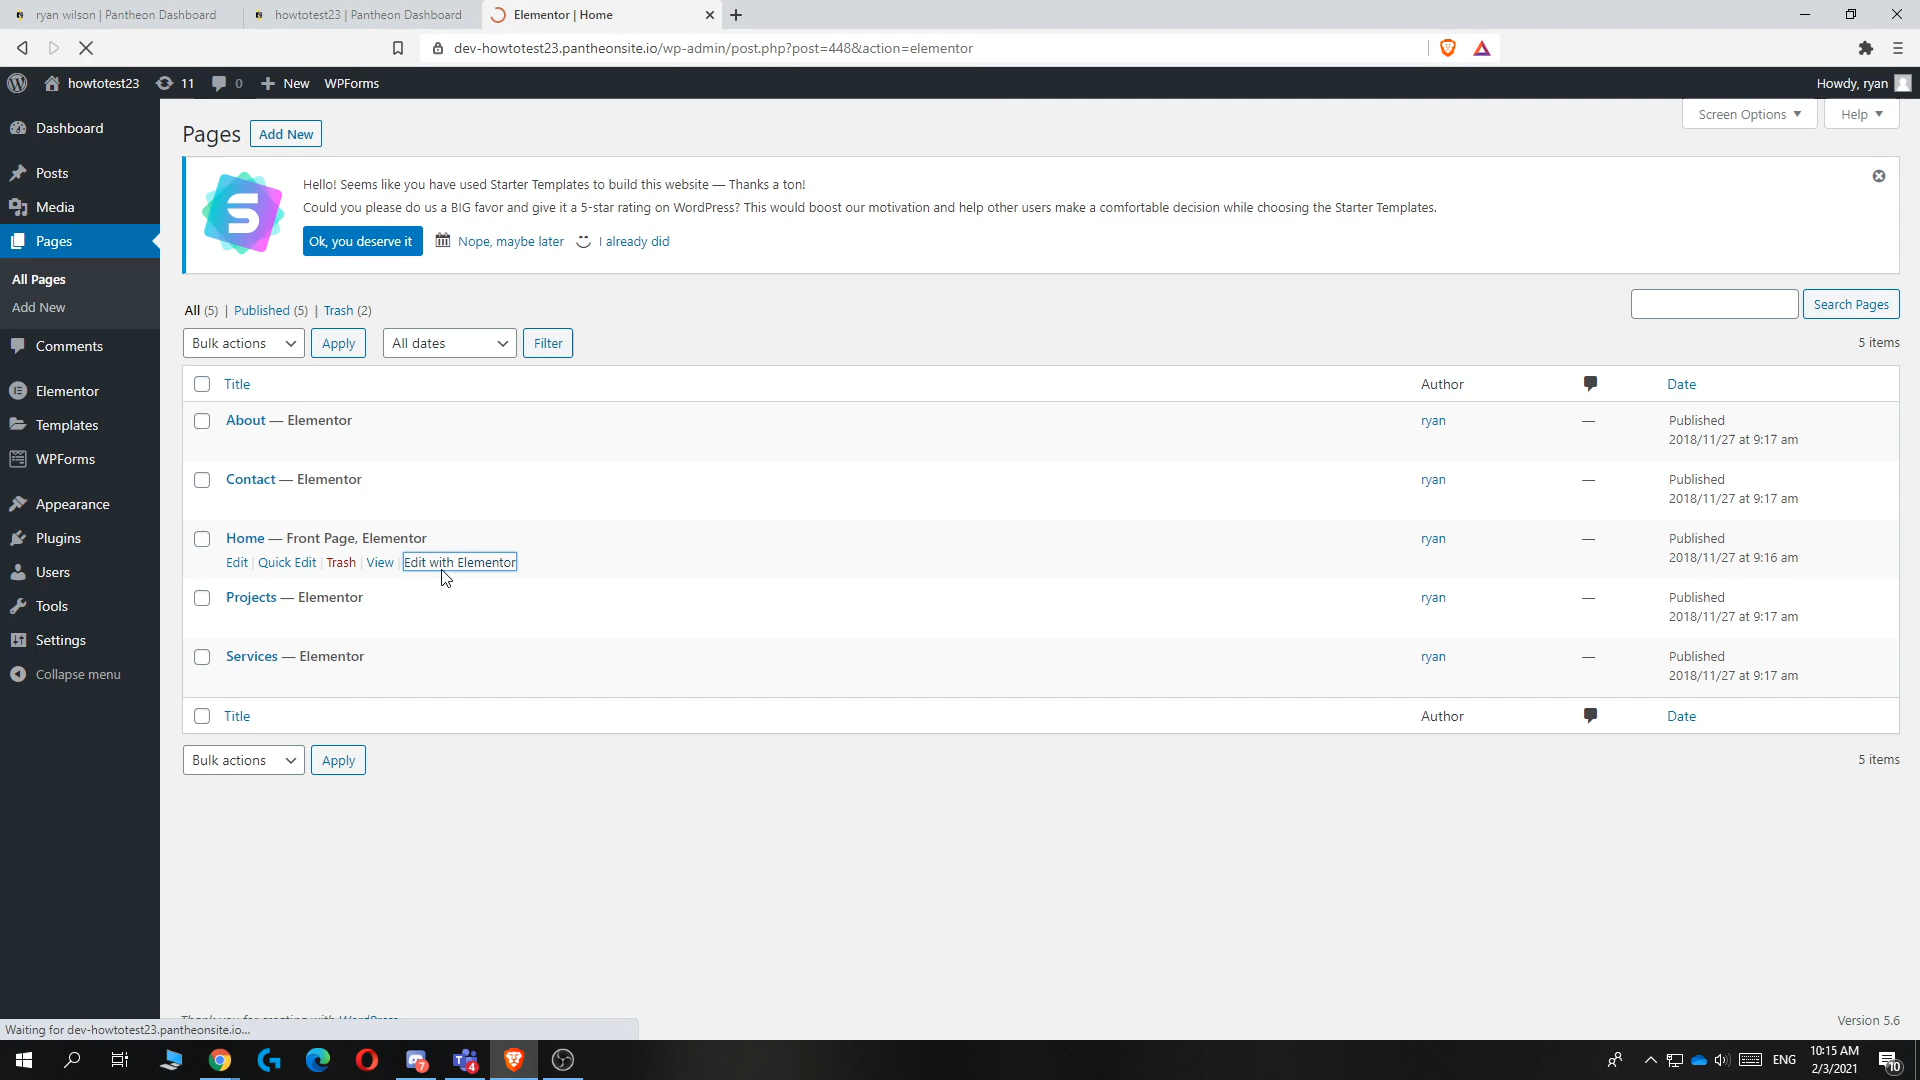 ryan wilson | Pantheon Dashboard
howtotest23 | Pantheon Dashboard
Elementor | Home
dev-howtotest23.pantheonsite.io/wp-admin/post.php?post=448&action=elementor
howtotest23
11
0
New
WPForms
Howdy, ryan
Dashboard
Posts
Media
Pages
All Pages
Add New
Comments
Elementor
Templates
WPForms
Appearance
Plugins
Users
Tools
Settings
Collapse menu
Pages
Add New
Screen Options
Help
Hello! Seems like you have used Starter Templates to build this website — Thanks a ton!
Could you please do us a BIG favor and give it a 5-star rating on WordPress? This would boost our motivation and help other users make a comfortable decision while choosing the Starter Templates.
Ok, you deserve it
Nope, maybe later
I already did
All (5) | Published (5) | Trash (2)
Search Pages
Bulk actions
Apply
All dates
Filter
5 items
Title
Author
Date
About — Elementor
ryan
—
Published
2018/11/27 at 9:17 am
Contact — Elementor
ryan
—
Published
2018/11/27 at 9:17 am
Home — Front Page, Elementor
Edit | Quick Edit | Trash | View | Edit with Elementor
ryan
—
Published
2018/11/27 at 9:16 am
Projects — Elementor
ryan
—
Published
2018/11/27 at 9:17 am
Services — Elementor
ryan
—
Published
2018/11/27 at 9:17 am
Title
Author
Date
Bulk actions
Apply
5 items
Thank you for creating with WordPress
Version 5.6
Waiting for dev-howtotest23.pantheonsite.io...
7
4
ENG
10:15 AM
2/3/2021
10